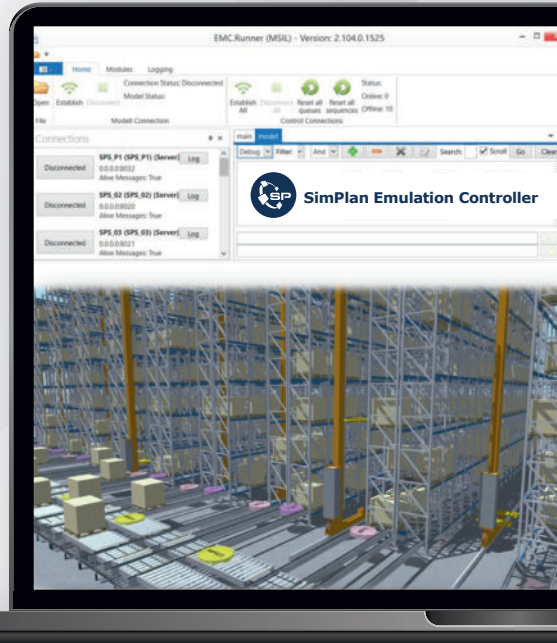 EMC.Runner (MSIL) - Version: 2.104.0.1525
Home Modules Logging
Connection Status: Disconnected
Model Status:
Open Establish Disconnect
Establish All Disconnect All Reset all queues Reset all sequences
Status:
Online: 0
Offline: 10
File Modell Connection Control Connections
Connections
main modell
Debug Filter: And Search: Scroll Go Clear
Disconnected
SPS_P1 (SPS_P1) (Server) Log
0.0.0.0:8032
Alive Messages: True
Disconnected
SPS_02 (SPS_02) (Server) Log
0.0.0.0:8020
Alive Messages: True
Disconnected
SPS_03 (SPS_03) (Server) Log
0.0.0.0:8021
Alive Messages: True
SP
SimPlan Emulation Controller